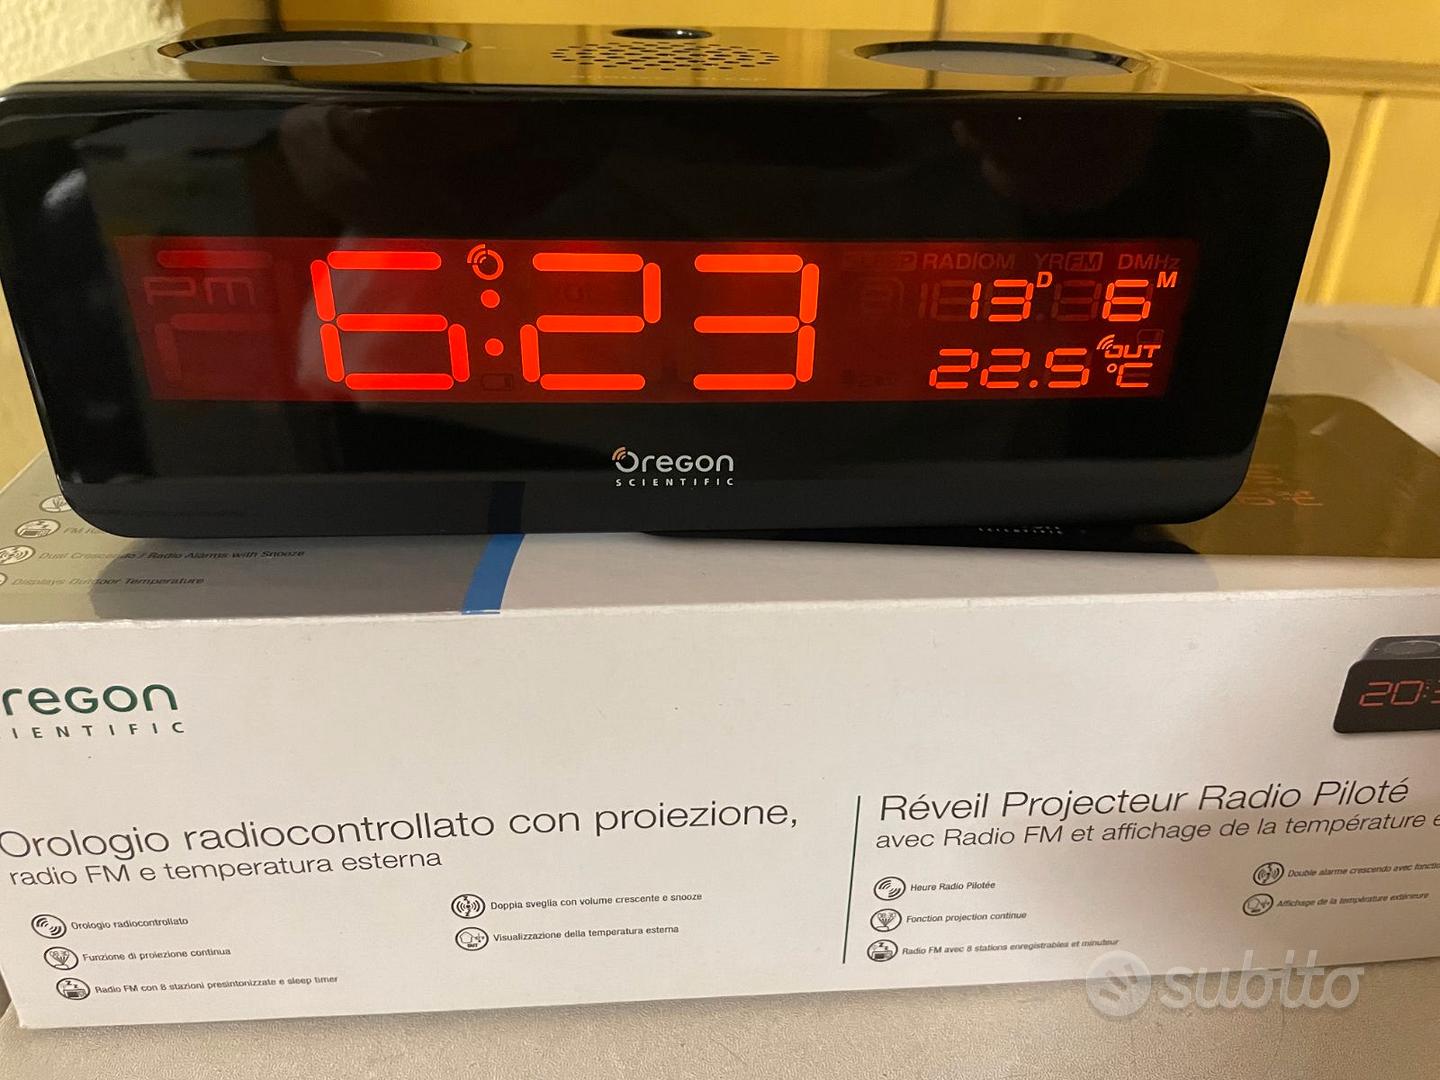 6:23
13 D 6 M
22.5 OUT °C
RADIOM YR FM DMHz
PM
Oregon
SCIENTIFIC
Dual Crescendo / Radio Alarms with Snooze
Displays Outdoor Temperature
regon
IENTIFIC
Orologio radiocontrollato con proiezione,
radio FM e temperatura esterna
Orologio radiocontrollato
Funzione di proiezione continua
Radio FM con 8 stazioni presintonizzate e sleep timer
Doppia sveglia con volume crescente e snooze
Visualizzazione della temperatura esterna
Réveil Projecteur Radio Piloté
avec Radio FM et affichage de la température e
Heure Radio Pilotée
Fonction projection continue
Radio FM avec 8 stations enregistrables et minuteur
Double alarme crescendo avec fonctio
Affichage de la température extérieure
20:3
subito